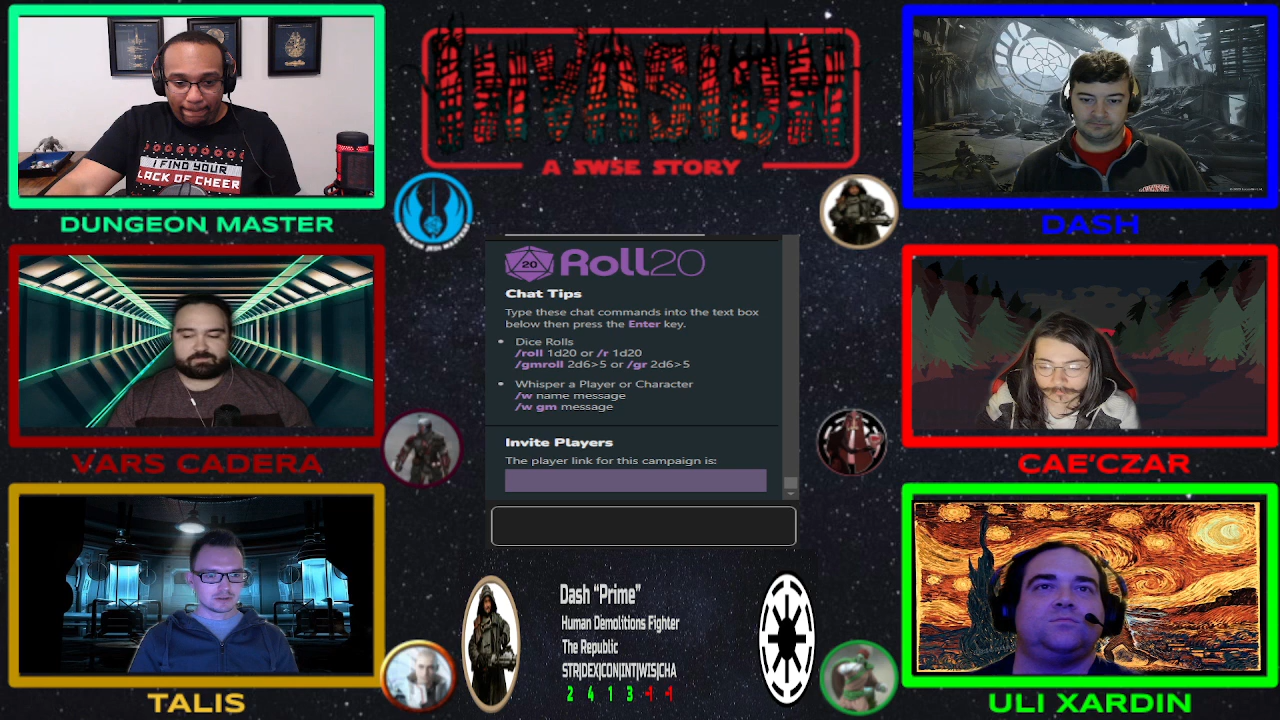 INVASION
A SWSE STORY
I FIND YOUR
LACK OF CHEER
DUNGEON MASTER
DUNGEON JEDI MASTERS
DASH
20
Roll20
Chat Tips
Type these chat commands into the text box
below then press the Enter key.
• Dice Rolls
/roll 1d20 or /r 1d20
/gmroll 2d6>5 or /gr 2d6>5
• Whisper a Player or Character
/w name message
/w gm message
Invite Players
The player link for this campaign is:
VARS CADERA
CAE'CZAR
Dash “Prime”
Human Demolitions Fighter
The Republic
STR|DEX|CON|INT|WIS|CHA
2 4 1 3 -1 -1
TALIS
ULI XARDIN